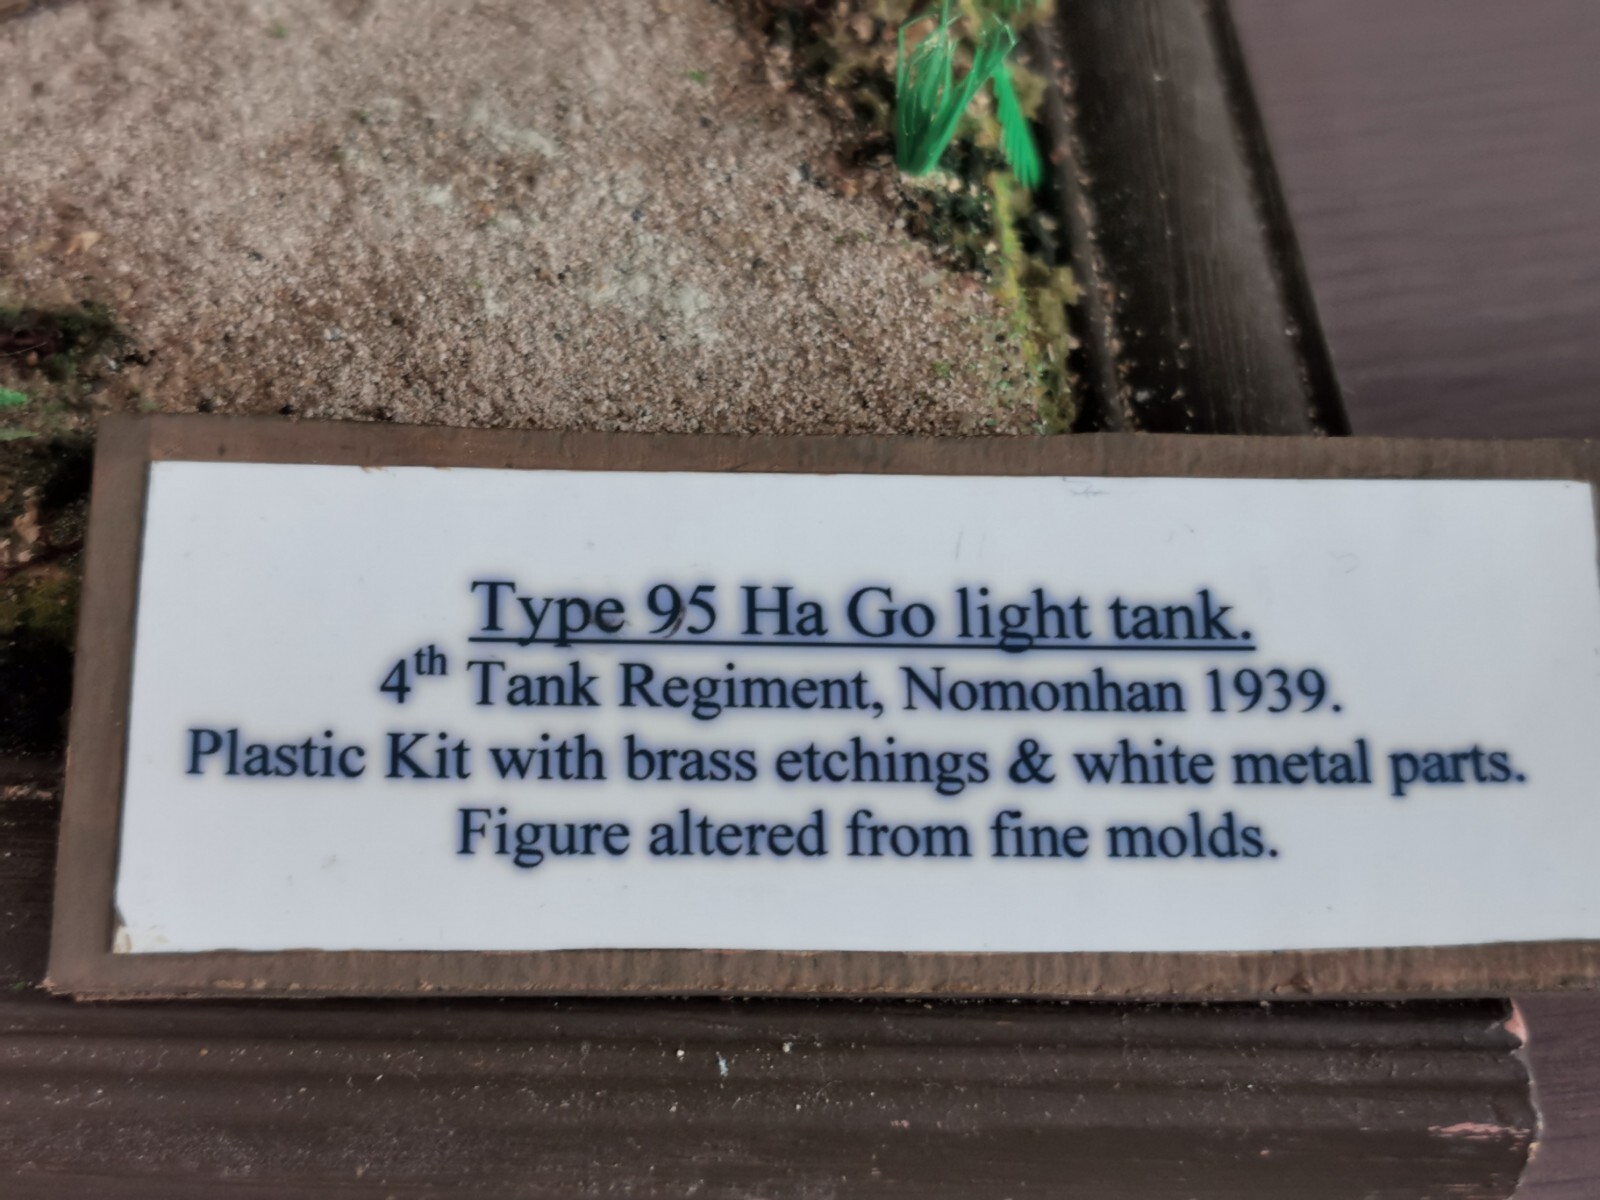 Type 95 Ha Go light tank.
4th Tank Regiment, Nomonhan 1939.
Plastic Kit with brass etchings & white metal parts.
Figure altered from fine molds.